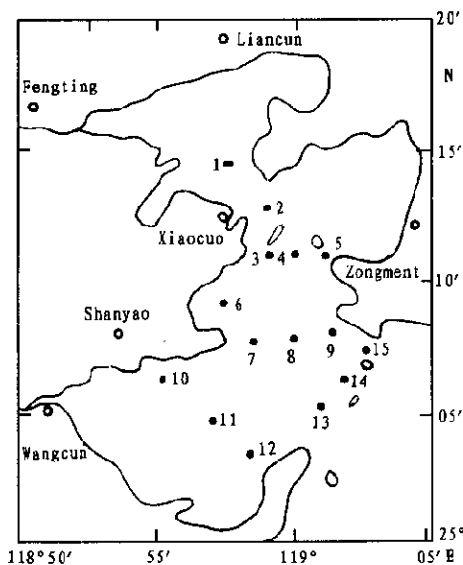 20'
Liancun
N
Fengting
15'
1
2
Xiaocuo
3 4 5
Zongment
10'
6
Shanyao
7 8 9 15
10 14
05'
11 13
Wangcun
12
25°
118°50' 55' 119° 05' E